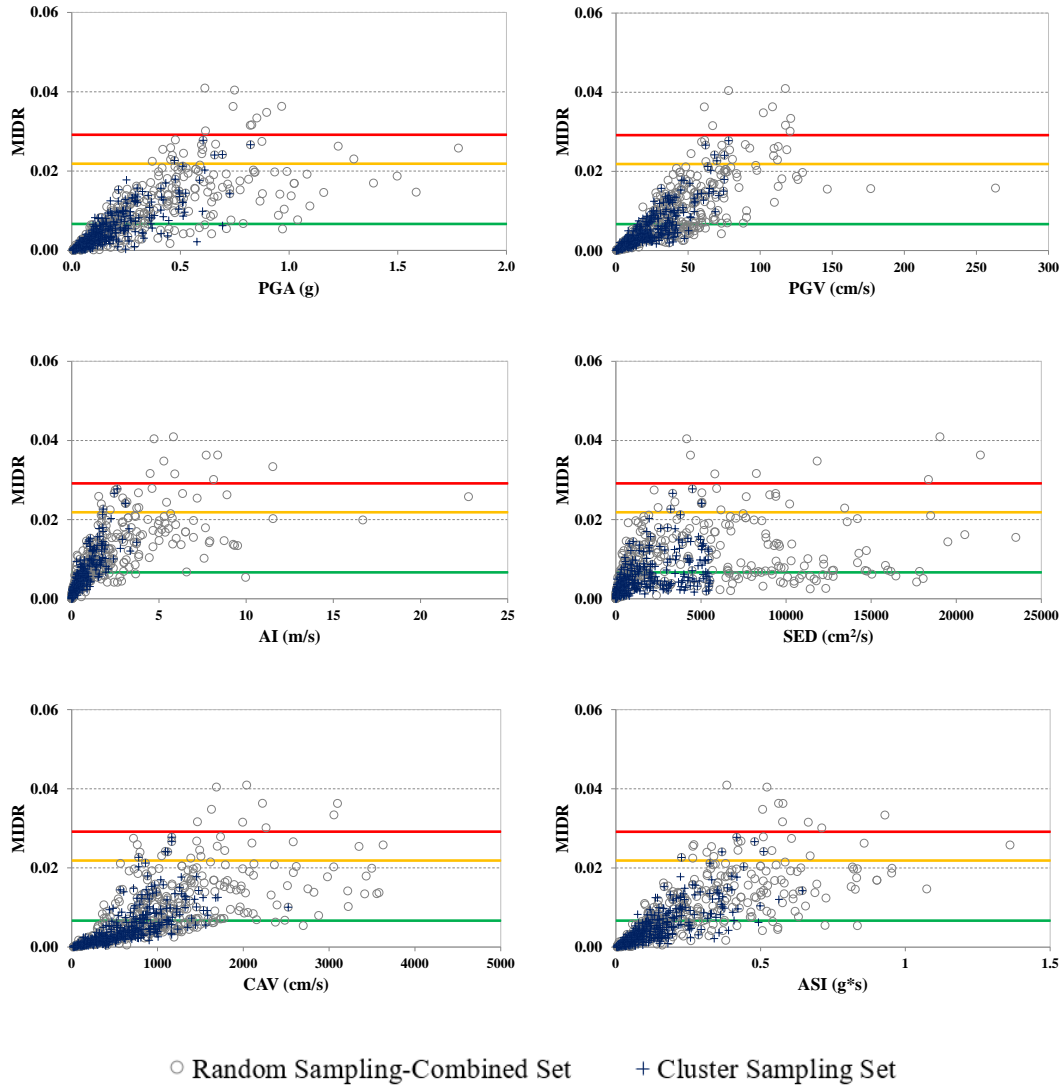 0.06
0.04
0.02
0.00
MIDR
0.0 0.5 1.0 1.5 2.0
PGA (g)
0.06
0.04
0.02
0.00
MIDR
0 50 100 150 200 250 300
PGV (cm/s)
0.06
0.04
0.02
0.00
MIDR
0 5 10 15 20 25
AI (m/s)
0.06
0.04
0.02
0.00
MIDR
0 5000 10000 15000 20000 25000
SED (cm²/s)
0.06
0.04
0.02
0.00
MIDR
0 1000 2000 3000 4000 5000
CAV (cm/s)
0.06
0.04
0.02
0.00
MIDR
0 0.5 1 1.5
ASI (g*s)
Random Sampling-Combined Set
Cluster Sampling Set